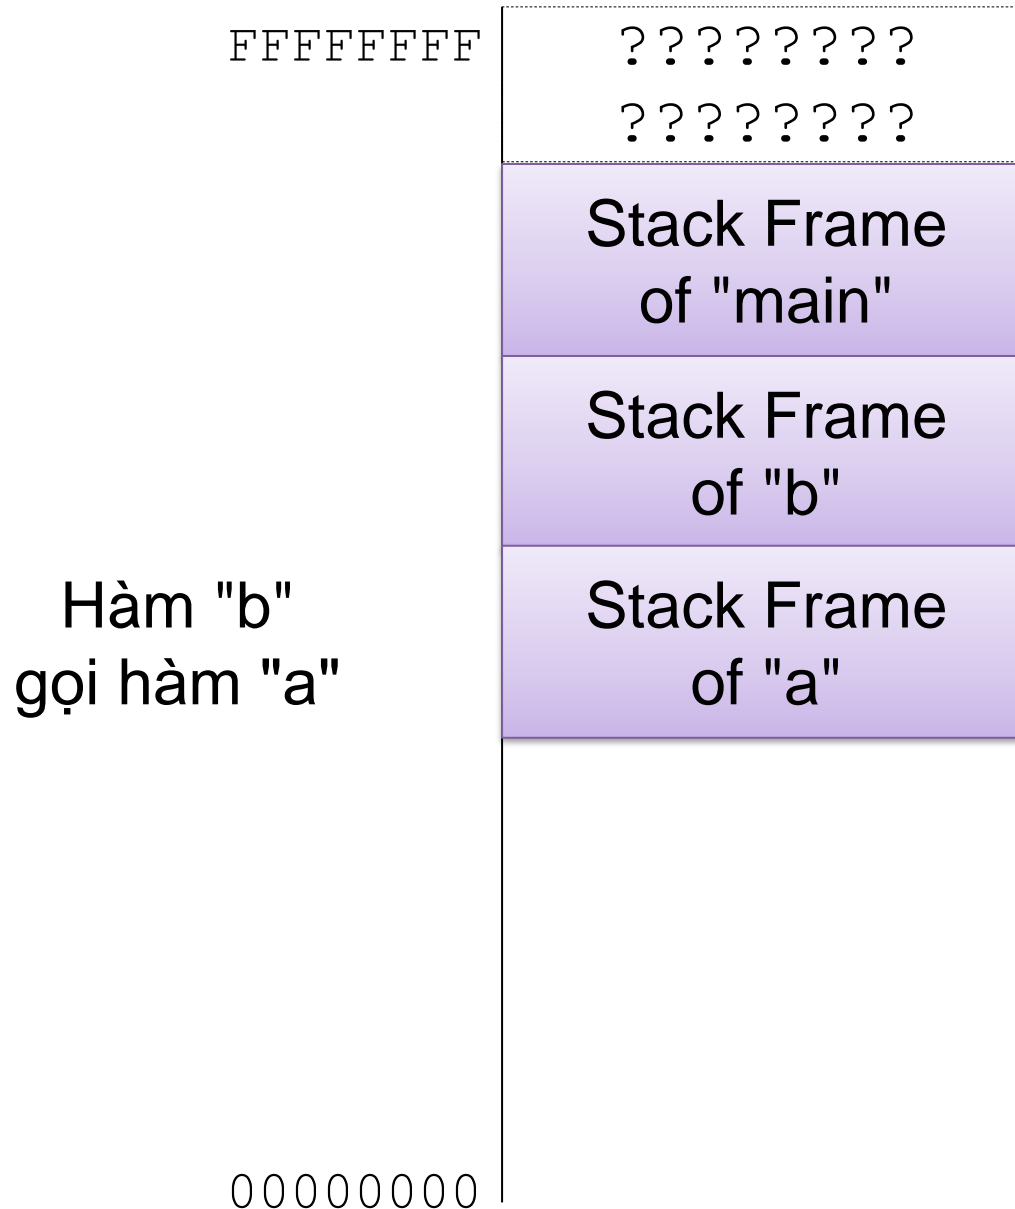 FFFFFFFF
????????
????????
Stack Frame
of "main"
Stack Frame
of "b"
Hàm "b"
gọi hàm "a"
Stack Frame
of "a"
00000000